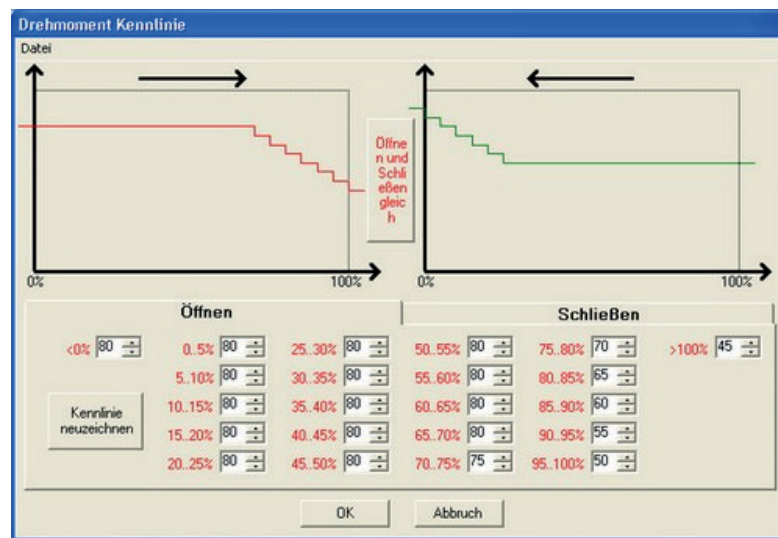 Drehmoment Kennlinie
Datei
Öffne
n und
Schli
eßen
gleic
h
0% 100%
0% 100%
Öffnen
Schließen
<0% 80 0..5% 80 25..30% 80 50..55% 80 75..80% 70 >100% 45
5..10% 80 30..35% 80 55..60% 80 80..85% 65
Kennlinie
neuzeichnen
10..15% 80 35..40% 80 60..65% 80 85..90% 60
15..20% 80 40..45% 80 65..70% 80 90..95% 55
20..25% 80 45..50% 80 70..75% 75 95..100% 50
OK
Abbruch